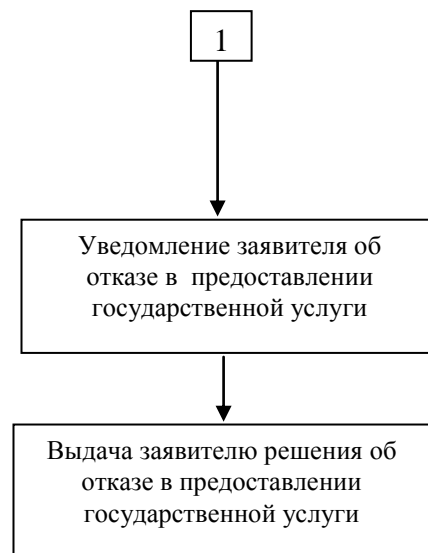 1
Уведомление заявителя об
отказе в предоставлении
государственной услуги
Выдача заявителю решения об
отказе в предоставлении
государственной услуги